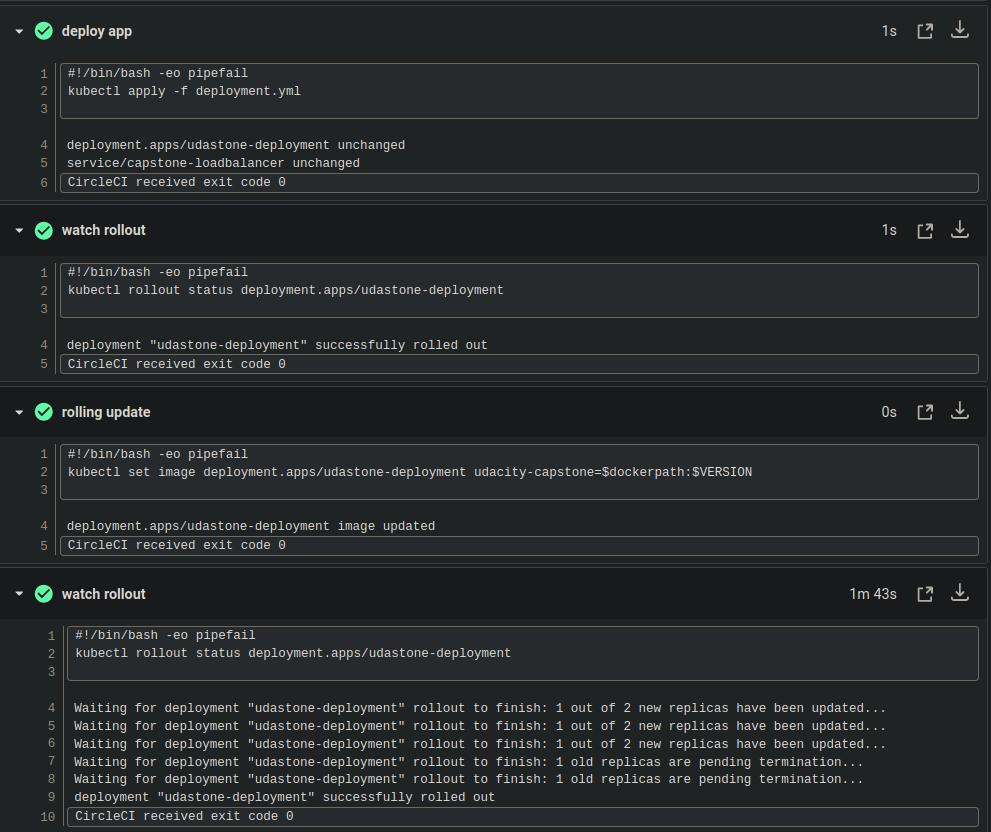 deploy app 1s
1 #!/bin/bash -eo pipefail
2 kubectl apply -f deployment.yml
3
4 deployment.apps/udastone-deployment unchanged
5 service/capstone-loadbalancer unchanged
6 CircleCI received exit code 0
watch rollout 1s
1 #!/bin/bash -eo pipefail
2 kubectl rollout status deployment.apps/udastone-deployment
3
4 deployment "udastone-deployment" successfully rolled out
5 CircleCI received exit code 0
rolling update 0s
1 #!/bin/bash -eo pipefail
2 kubectl set image deployment.apps/udastone-deployment udacity-capstone=$dockerpath:$VERSION
3
4 deployment.apps/udastone-deployment image updated
5 CircleCI received exit code 0
watch rollout 1m 43s
1 #!/bin/bash -eo pipefail
2 kubectl rollout status deployment.apps/udastone-deployment
3
4 Waiting for deployment "udastone-deployment" rollout to finish: 1 out of 2 new replicas have been updated...
5 Waiting for deployment "udastone-deployment" rollout to finish: 1 out of 2 new replicas have been updated...
6 Waiting for deployment "udastone-deployment" rollout to finish: 1 out of 2 new replicas have been updated...
7 Waiting for deployment "udastone-deployment" rollout to finish: 1 old replicas are pending termination...
8 Waiting for deployment "udastone-deployment" rollout to finish: 1 old replicas are pending termination...
9 deployment "udastone-deployment" successfully rolled out
10 CircleCI received exit code 0